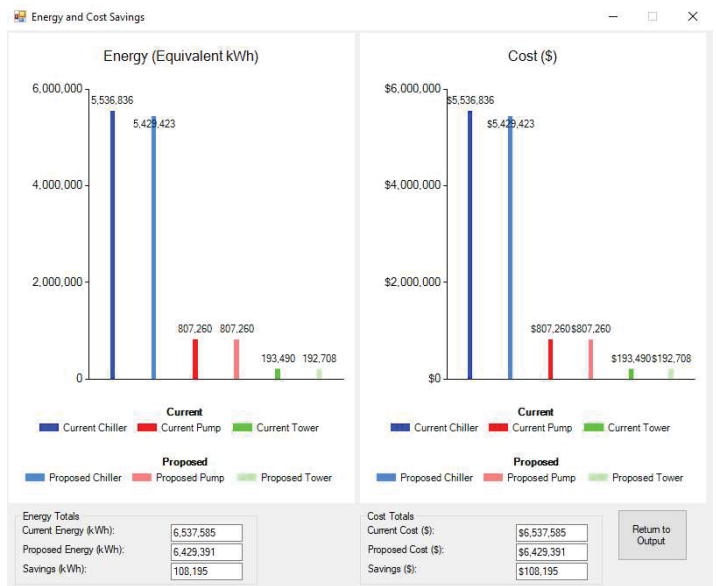 Energy and Cost Savings
Energy (Equivalent kWh)
6,000,000
5,536,836
5,429,423
4,000,000
2,000,000
807,260 807,260
193,490 192,708
0
Current
Current Chiller Current Pump Current Tower
Proposed
Proposed Chiller Proposed Pump Proposed Tower
Cost ($)
$6,000,000
$5,536,836
$5,429,423
$4,000,000
$2,000,000
$807,260 $807,260
$193,490 $192,708
$0
Current
Current Chiller Current Pump Current Tower
Proposed
Proposed Chiller Proposed Pump Proposed Tower
Energy Totals
Current Energy (kWh): 6,537,585
Proposed Energy (kWh): 6,429,391
Savings (kWh): 108,195
Cost Totals
Current Cost ($): $6,537,585
Proposed Cost ($): $6,429,391
Savings ($): $108,195
Return to
Output